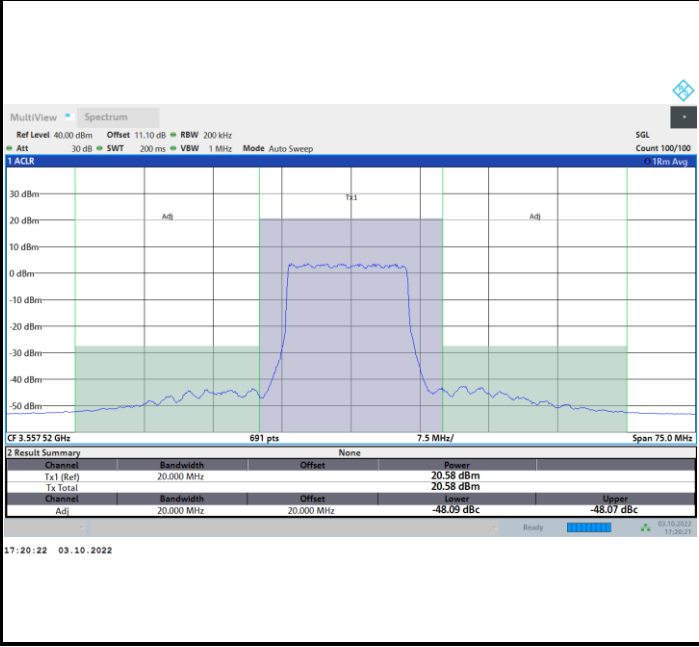 MultiView Spectrum
Ref Level 40.00 dBm Offset 11.10 dB RBW 200 kHz SGL
Att 30 dB SWT 200 ms VBW 1 MHz Mode Auto Sweep Count 100/100
1 ACLR 1Rm Avg
30 dBm
Tx1
20 dBm Adj Adj
10 dBm
0 dBm
-10 dBm
-20 dBm
-30 dBm
-40 dBm
-50 dBm
CF 3.557 52 GHz 691 pts 7.5 MHz/ Span 75.0 MHz
2 Result Summary None
Channel Bandwidth Offset Power
Tx1 (Ref) 20.000 MHz 20.58 dBm
Tx Total 20.58 dBm
Channel Bandwidth Offset Lower Upper
Adj 20.000 MHz 20.000 MHz -48.09 dBc -48.07 dBc
Ready 03.10.2022
17:20:21
17:20:22 03.10.2022